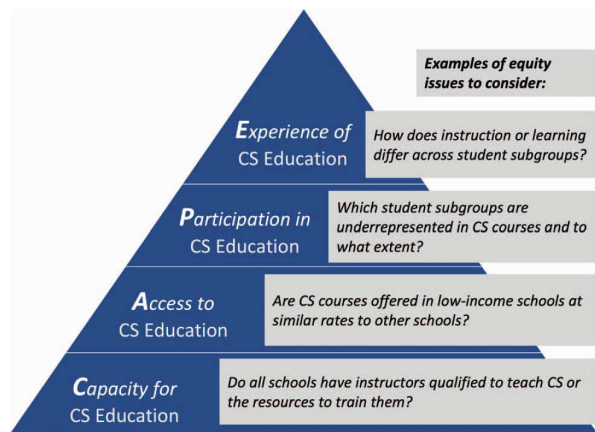 Examples of equity
issues to consider:
Experience of
CS Education
How does instruction or learning
differ across student subgroups?
Participation in
CS Education
Which student subgroups are
underrepresented in CS courses and to
what extent?
Access to
CS Education
Are CS courses offered in low-income schools at
similar rates to other schools?
Capacity for
CS Education
Do all schools have instructors qualified to teach CS or
the resources to train them?